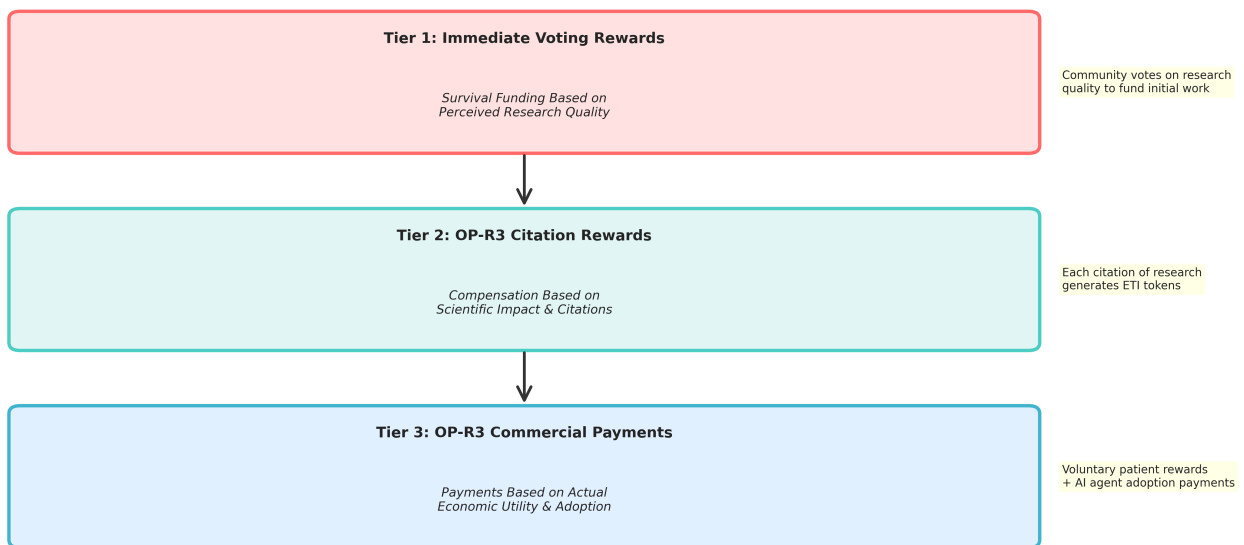 Tier 1: Immediate Voting Rewards
Survival Funding Based on
Perceived Research Quality
Community votes on research
quality to fund initial work
Tier 2: OP-R3 Citation Rewards
Compensation Based on
Scientific Impact & Citations
Each citation of research
generates ETI tokens
Tier 3: OP-R3 Commercial Payments
Payments Based on Actual
Economic Utility & Adoption
Voluntary patient rewards
+ AI agent adoption payments